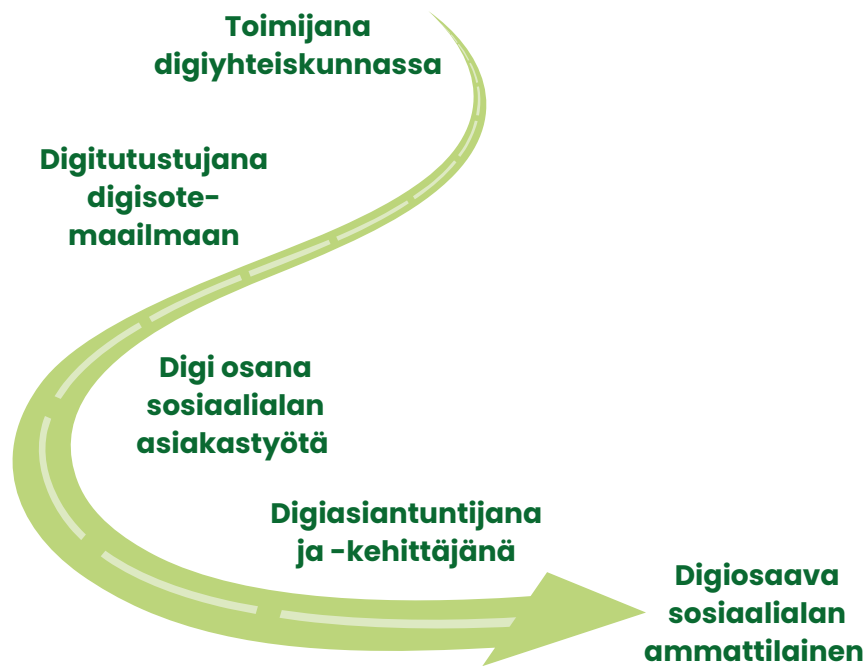 Toimijana
digiyhteiskunnassa
Digitutustujana
digisote-
maailmaan
Digi osana
sosiaalialan
asiakastyötä
Digiasiantuntijana
ja -kehittäjänä
Digiosaava
sosiaalialan
ammattilainen